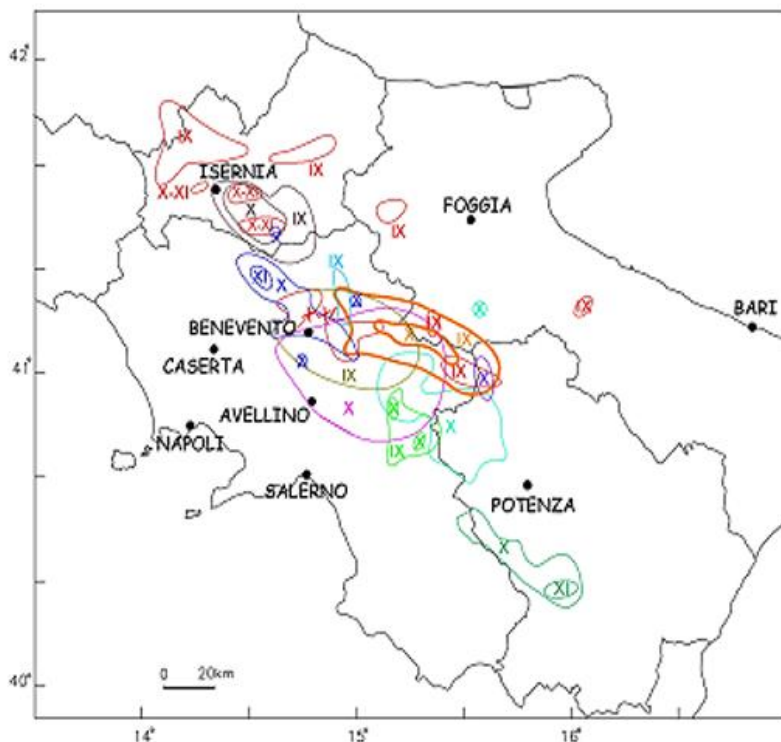 42°
IX
ISERNIA
IX
X-XI
X-XI
X
IX
X-XI
FOGGIA
IX
IX
XI
X
IX
BARI
BENEVENTO
IX
IX
X
41°
CASERTA
IX
IX
X
X
AVELLINO
X
X
X
NAPOLI
IX
X
SALERNO
POTENZA
X
XI
0 20km
40°
14° 15° 16°